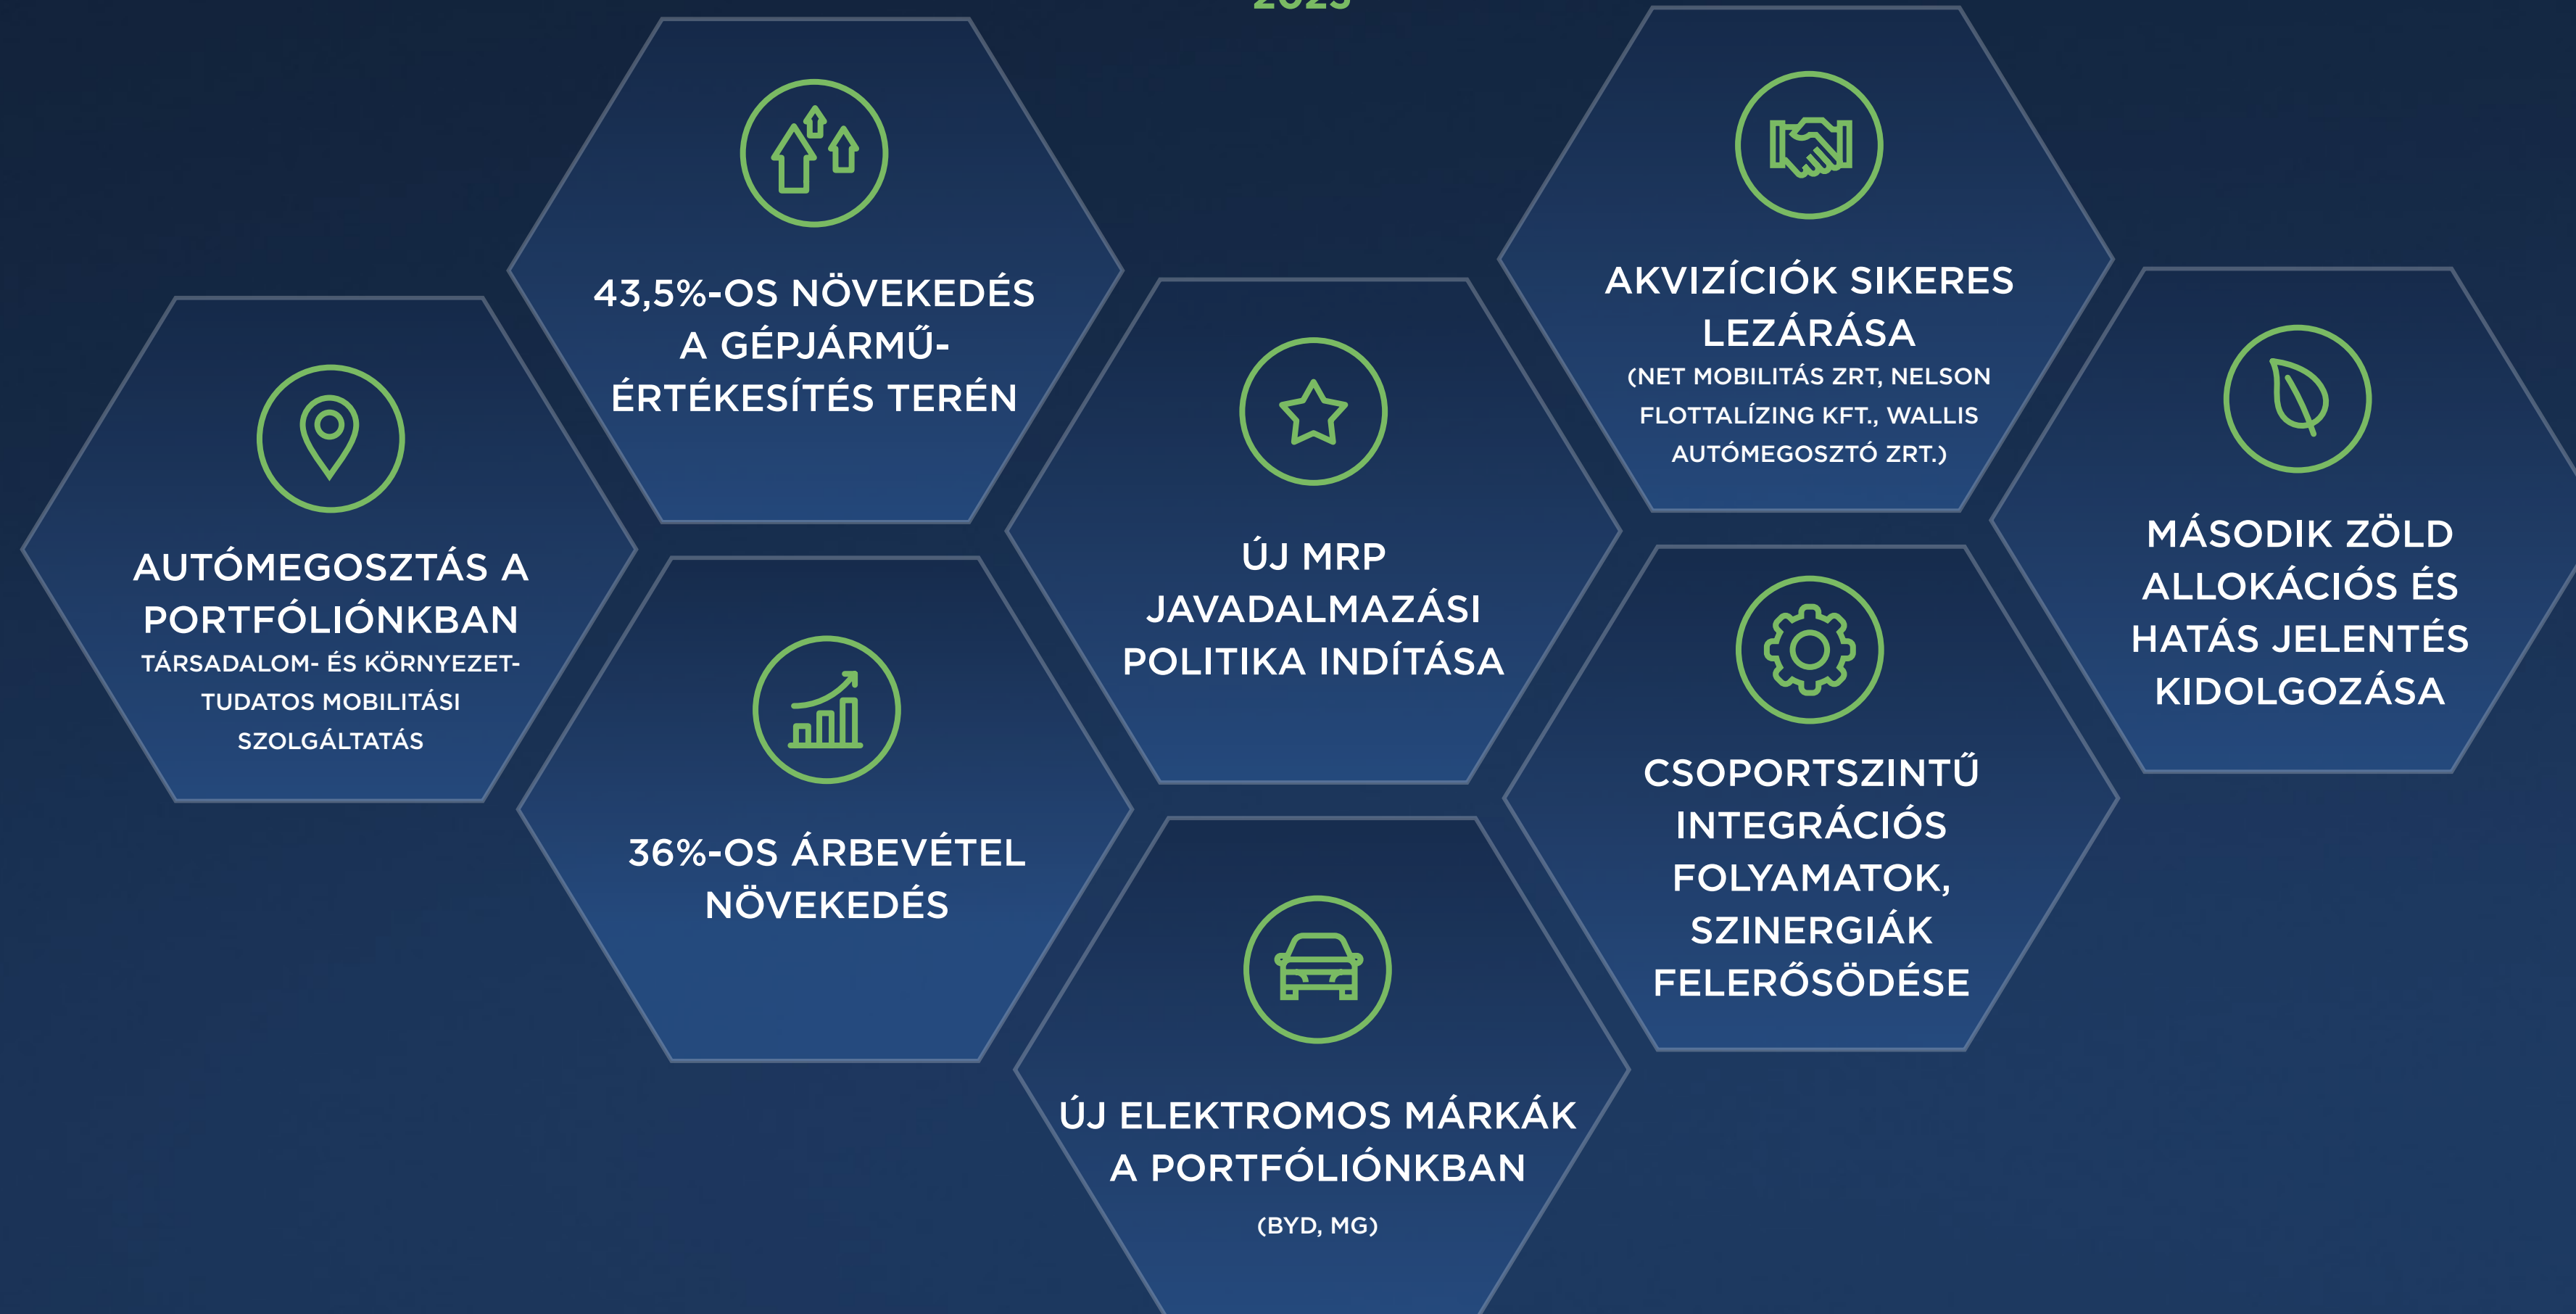 2023
43,5%-OS NÖVEKEDÉS
A GÉPJÁRMŰ-
ÉRTÉKESÍTÉS TERÉN
AKVIZÍCIÓK SIKERES
LEZÁRÁSA
(NET MOBILITÁS ZRT, NELSON
FLOTTALÍZING KFT., WALLIS
AUTÓMEGOSZTÓ ZRT.)
AUTÓMEGOSZTÁS A
PORTFÓLIÓNKBAN
TÁRSADALOM- ÉS KÖRNYEZET-
TUDATOS MOBILITÁSI
SZOLGÁLTATÁS
ÚJ MRP
JAVADALMAZÁSI
POLITIKA INDÍTÁSA
MÁSODIK ZÖLD
ALLOKÁCIÓS ÉS
HATÁS JELENTÉS
KIDOLGOZÁSA
36%-OS ÁRBEVÉTEL
NÖVEKEDÉS
CSOPORTSZINTŰ
INTEGRÁCIÓS
FOLYAMATOK,
SZINERGIÁK
FELERŐSÖDÉSE
ÚJ ELEKTROMOS MÁRKÁK
A PORTFÓLIÓNKBAN
(BYD, MG)